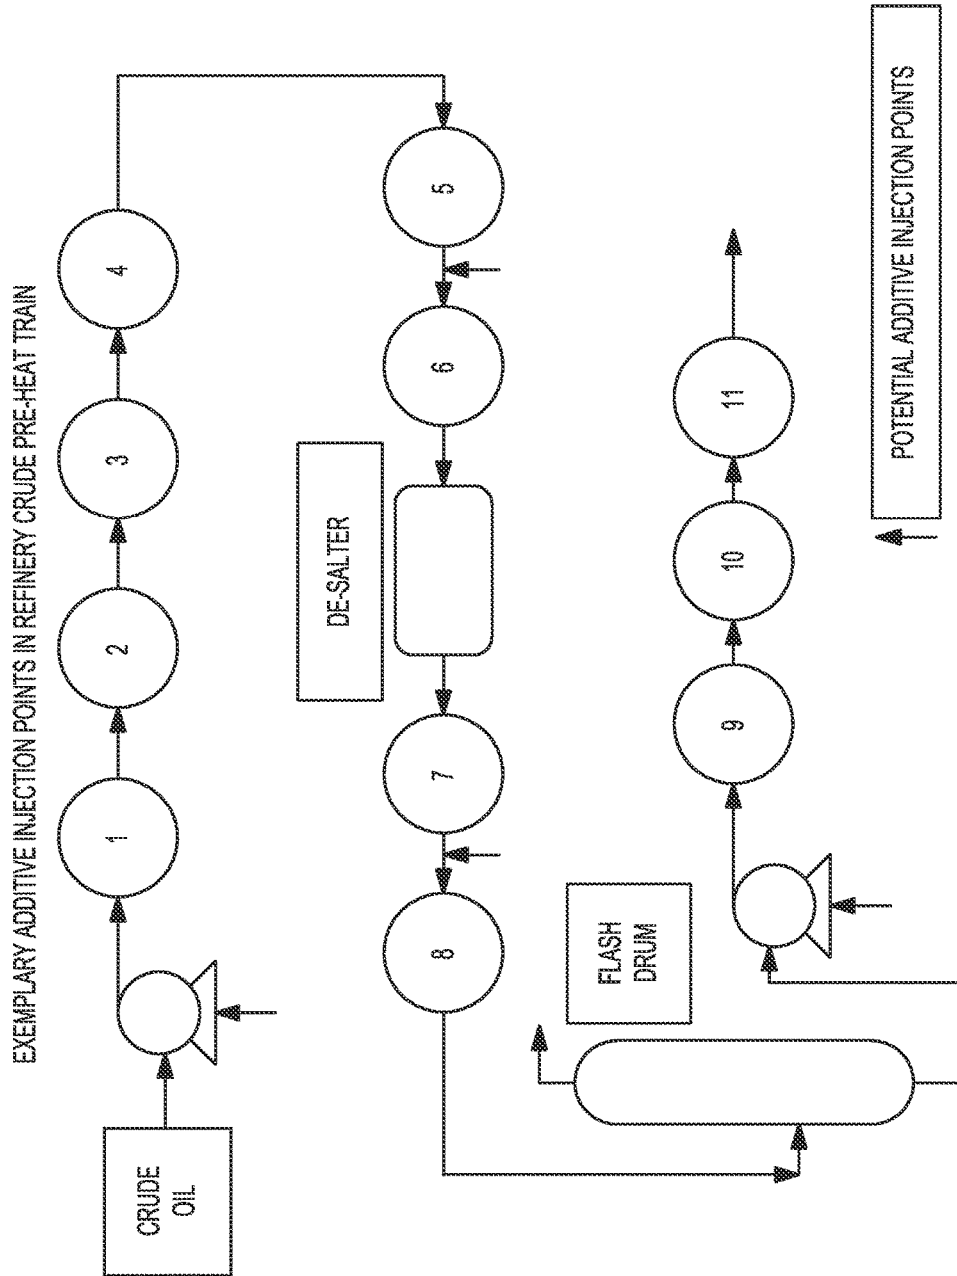 EXEMPLARY ADDITIVE INJECTION POINTS IN REFINERY CRUDE PRE-HEAT TRAIN
CRUDE
OIL
1
2
3
4
5
6
DE-SALTER
7
8
FLASH
DRUM
9
10
11
POTENTIAL ADDITIVE INJECTION POINTS